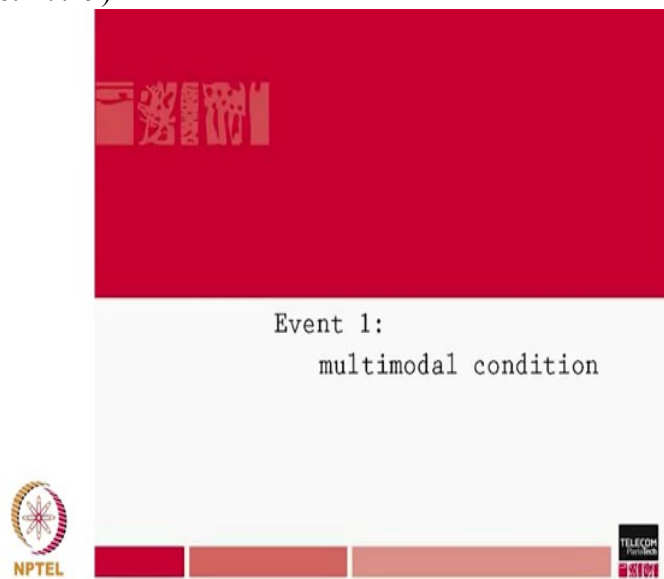 Event 1:
multimodal condition
NPTEL
TELECOM
ParisTech